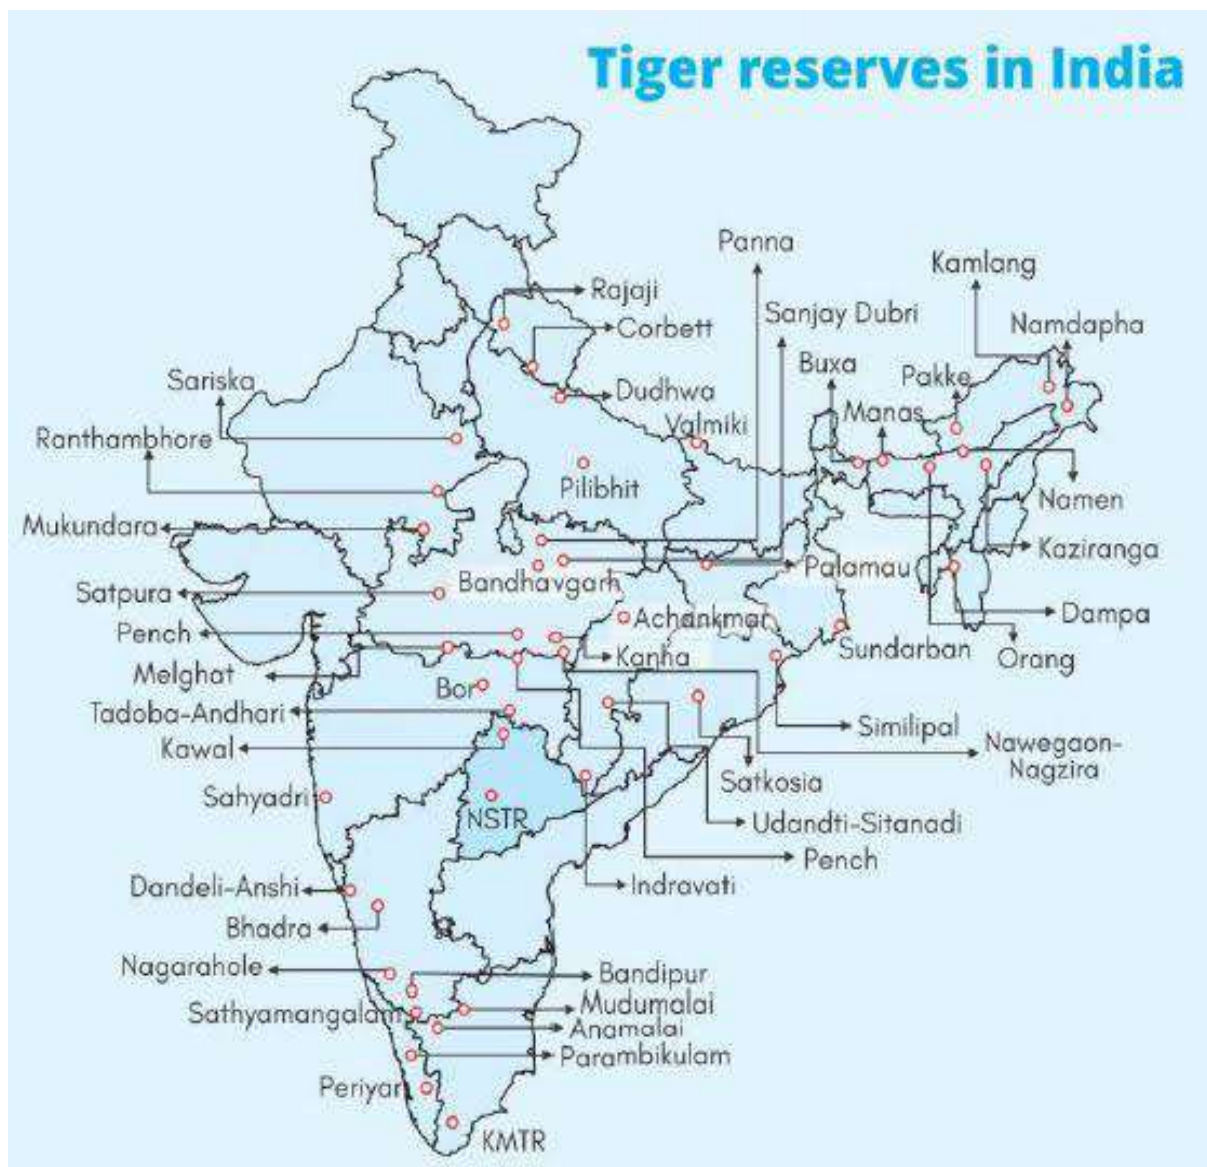 Tiger reserves in India
Panna
Kamlang
Rajaji
Sanjay Dubri
Corbett
Namdapha
Buxa
Pakke
Sariska
Dudhwa
Manas
Valmiki
Ranthambhore
Pilibhit
Namen
Mukundara
Kaziranga
Palamau
Bandhavgarh
Satpura
Dampa
Achankmar
Pench
Sundarban
Kanha
Orang
Melghat
Bor
Tadoba-Andhari
Similipal
Kawal
Nawegaon-
Nagzira
Satkosia
Sahyadri
NSTR
Udandti-Sitanadi
Pench
Dandeli-Anshi
Indravati
Bhadra
Nagarahole
Bandipur
Sathyamangalam
Mudumalai
Anamalai
Parambikulam
Periyar
KMTR